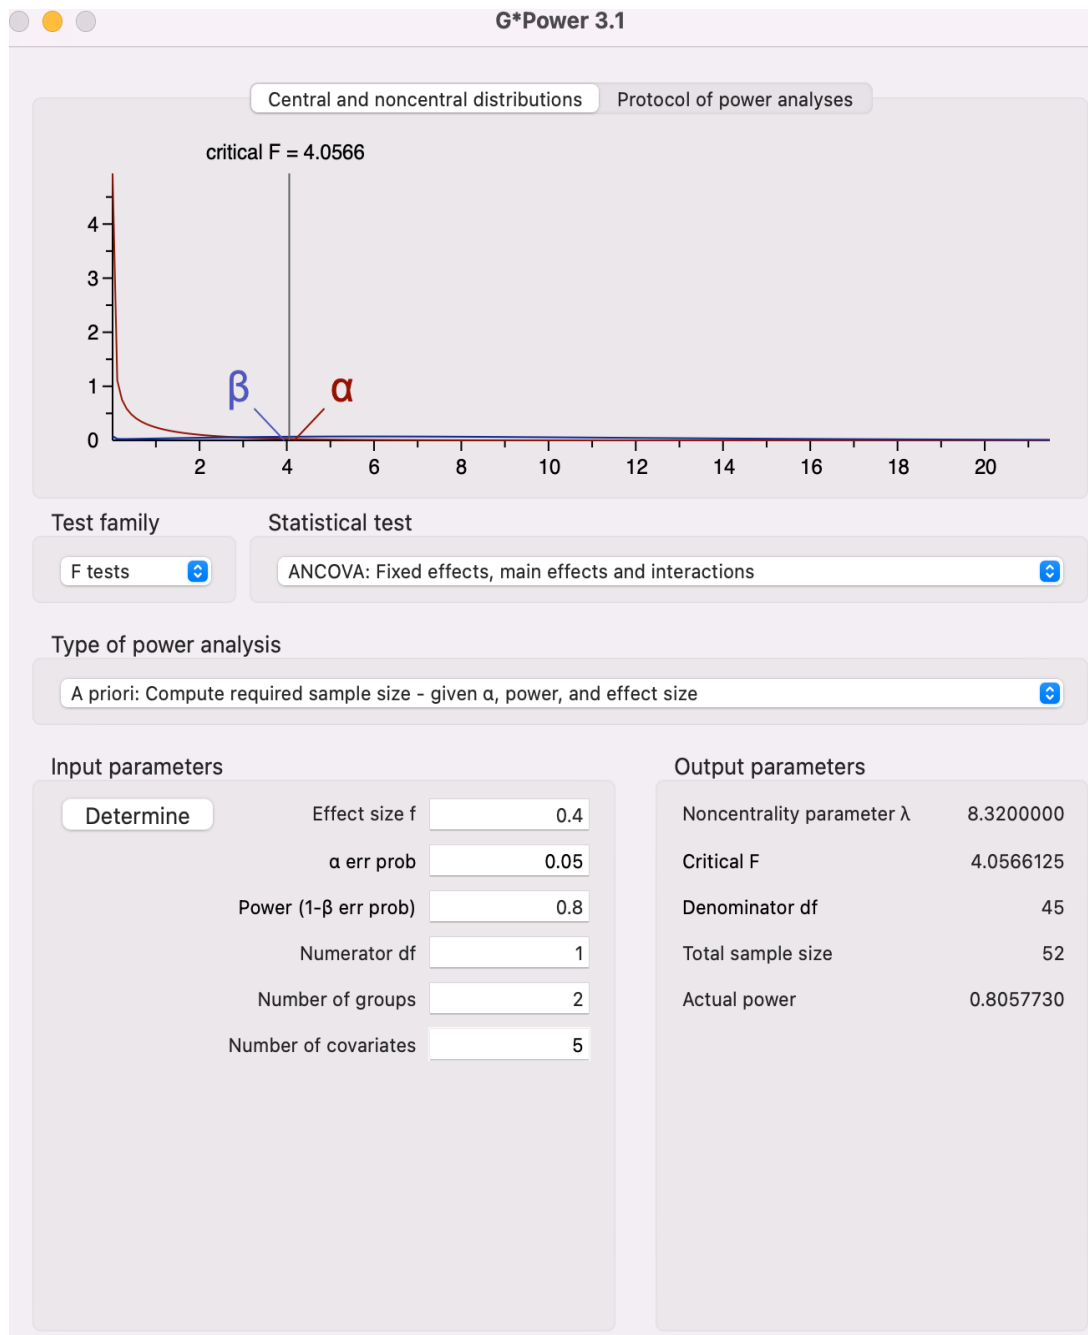 G*Power 3.1
Central and noncentral distributions Protocol of power analyses
critical F = 4.0566
4
3
2
1
0
β α
2 4 6 8 10 12 14 16 18 20
Test family Statistical test
F tests ANCOVA: Fixed effects, main effects and interactions
Type of power analysis
A priori: Compute required sample size - given α, power, and effect size
Input parameters Output parameters
Determine Effect size f 0.4 Noncentrality parameter λ 8.3200000
α err prob 0.05 Critical F 4.0566125
Power (1-β err prob) 0.8 Denominator df 45
Numerator df 1 Total sample size 52
Number of groups 2 Actual power 0.8057730
Number of covariates 5